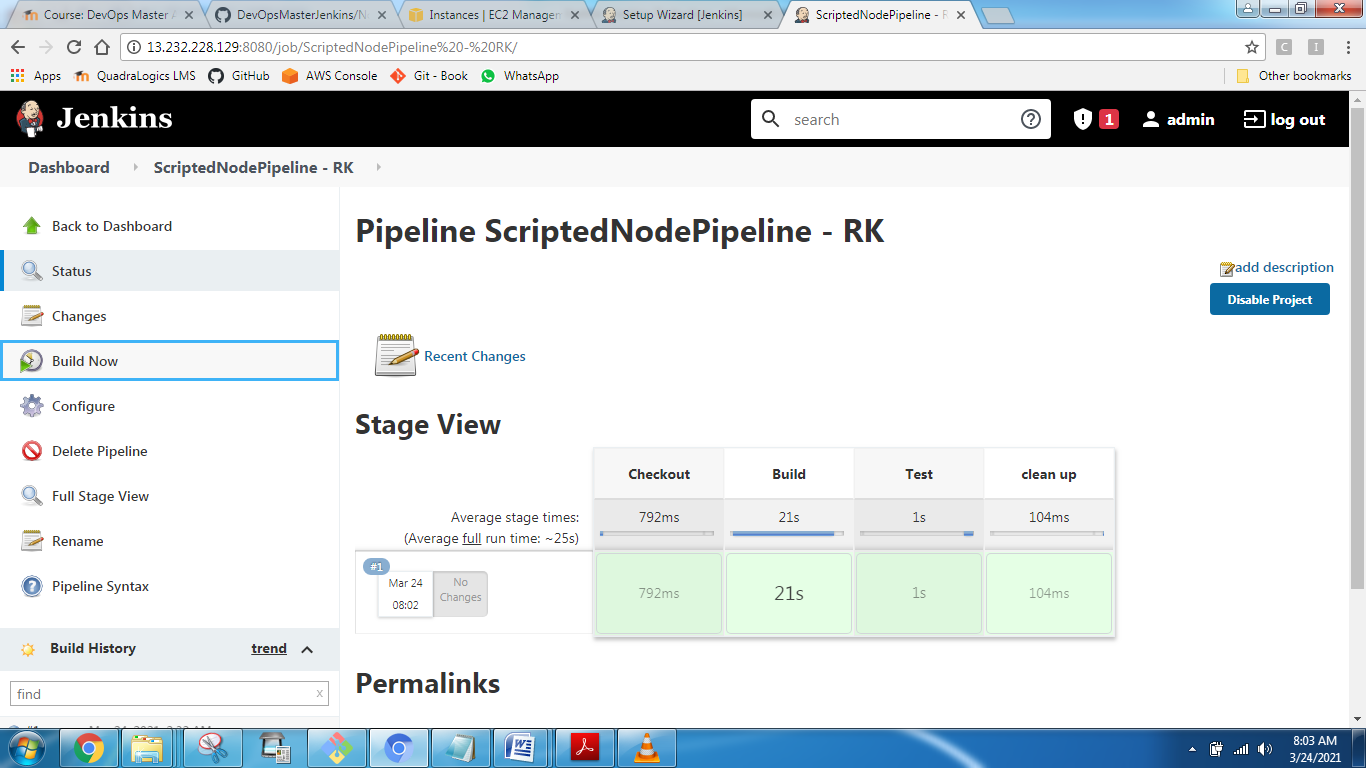 Course: DevOps Master
DevOpsMasterJenkins/N
Instances | EC2 Managem
Setup Wizard [Jenkins]
ScriptedNodePipeline - R
13.232.228.129:8080/job/ScriptedNodePipeline%20-%20RK/
C
I
Apps
QuadraLogics LMS
GitHub
AWS Console
Git - Book
WhatsApp
Other bookmarks
Jenkins
search
1
admin
log out
Dashboard
ScriptedNodePipeline - RK
Back to Dashboard
Status
Changes
Build Now
Configure
Delete Pipeline
Full Stage View
Rename
Pipeline Syntax
Build History
trend
find
x
Pipeline ScriptedNodePipeline - RK
add description
Disable Project
Recent Changes
Stage View
Checkout
Build
Test
clean up
Average stage times:
(Average full run time: ~25s)
792ms
21s
1s
104ms
#1
Mar 24
08:02
No
Changes
792ms
21s
1s
104ms
Permalinks
8:03 AM
3/24/2021